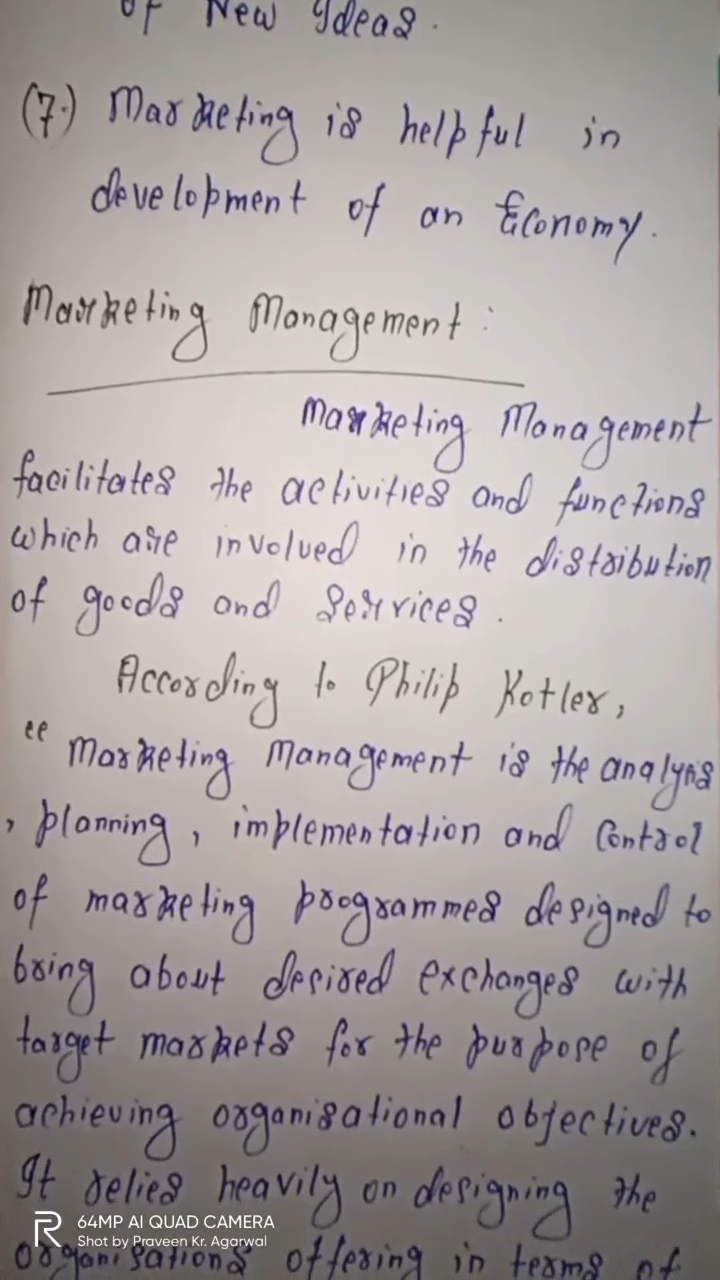 of New Ideas.
(7.) Marketing is helpful in
development of an Economy.
Marketing Management :
Marketing Management
facilitates the activities and functions
which are involved in the distribution
of goods and services.
According to Philip Kotler,
“ Marketing Management is the analysis
, planning, implementation and Control
of marketing programmes designed to
bring about desired exchanges with
target markets for the purpose of
achieving organisational objectives.
It relies heavily on designing the
organisations offering in terms of
64MP AI QUAD CAMERA
Shot by Praveen Kr. Agarwal